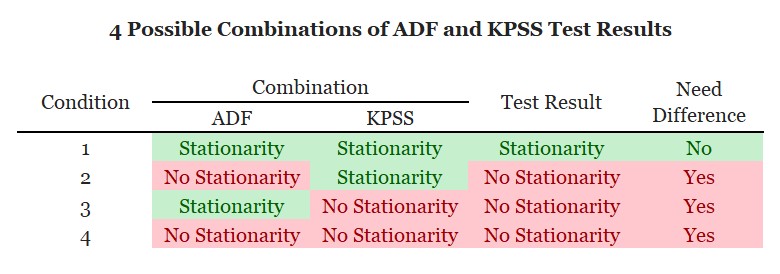 4 Possible Combinations of ADF and KPSS Test Results
Condition Combination Test Result Need Difference
ADF KPSS
1 Stationarity Stationarity Stationarity No
2 No Stationarity Stationarity No Stationarity Yes
3 Stationarity No Stationarity No Stationarity Yes
4 No Stationarity No Stationarity No Stationarity Yes